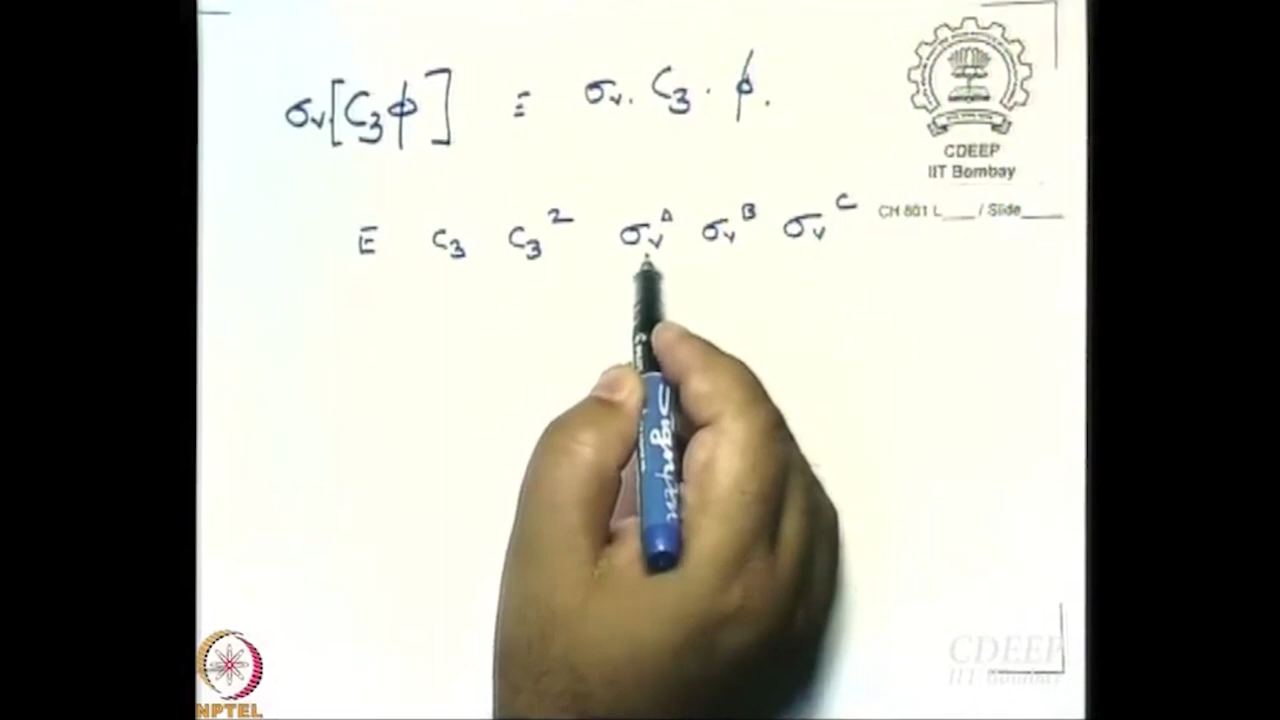 σv[C3ϕ] ≡ σv. C3 . ϕ.
CDEEP
IIT Bombay
CH 801 L___ / Slide____
E C3 C3² σvᴬ σvᴮ σvᶜ
CDEEP
IIT Bombay
NPTEL